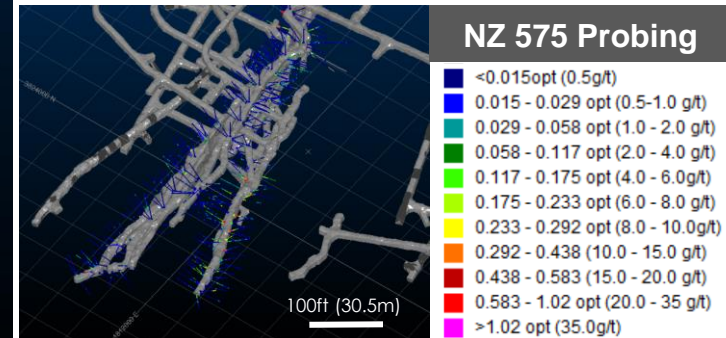 NZ 575 Probing
<0.015opt (0.5g/t)
0.015 - 0.029 opt (0.5-1.0 g/t)
0.029 - 0.058 opt (1.0 - 2.0 g/t)
0.058 - 0.117 opt (2.0 - 4.0 g/t)
0.117 - 0.175 opt (4.0 - 6.0g/t)
0.175 - 0.233 opt (6.0 - 8.0 g/t)
0.233 - 0.292 opt (8.0 - 10.0g/t)
0.292 - 0.438 (10.0 - 15.0 g/t)
0.438 - 0.583 (15.0 - 20.0 g/t)
0.583 - 1.02 opt (20.0 - 35 g/t)
>1.02 opt (35.0g/t)
100ft (30.5m)